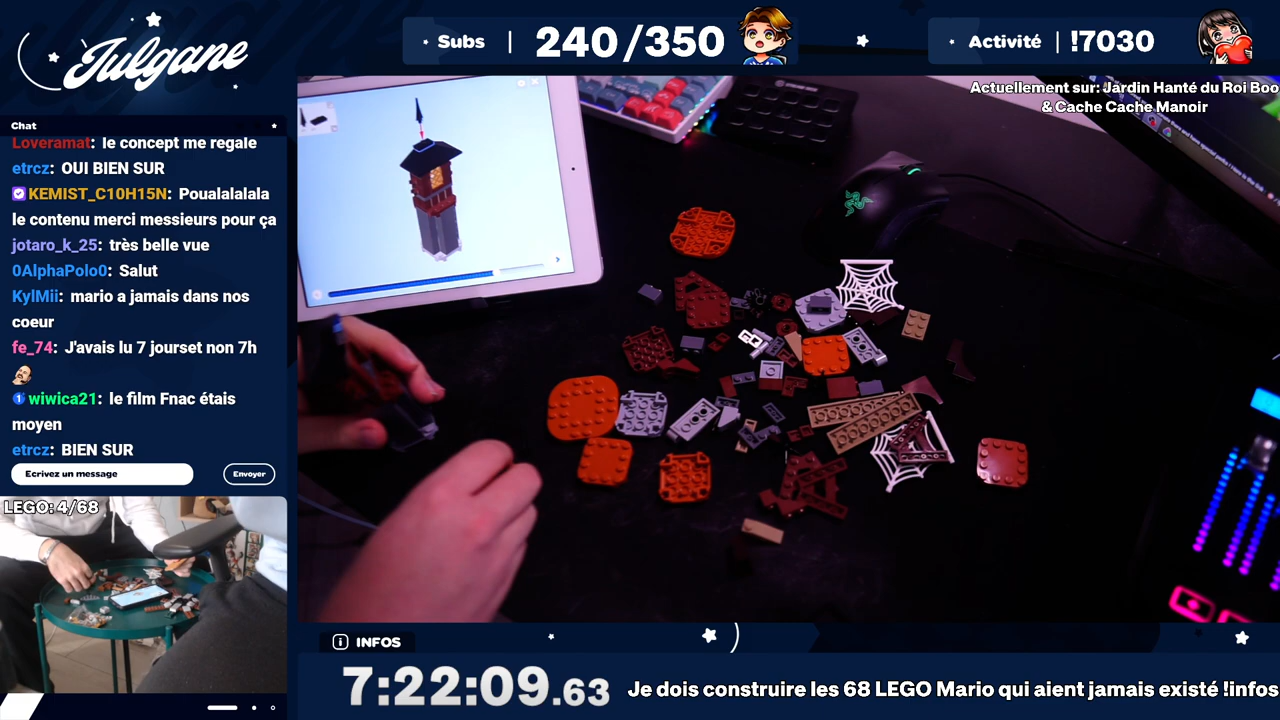 Julgane
Subs | 240/350
Activité | !7030
Actuellement sur: Jardin Hanté du Roi Boo
& Cache Cache Manoir
Chat
Loveramat: le concept me regale
etrcz: OUI BIEN SUR
KEMIST_C10H15N: Poualalalala
le contenu merci messieurs pour ça
jotaro_k_25: très belle vue
0AlphaPolo0: Salut
KylMii: mario a jamais dans nos
coeur
fe_74: J'avais lu 7 jourset non 7h
1 wiwica21: le film Fnac étais
moyen
etrcz: BIEN SUR
Ecrivez un message
Envoyer
LEGO: 4/68
GO
i INFOS
7:22:09.63
Je dois construire les 68 LEGO Mario qui aient jamais existé !infos